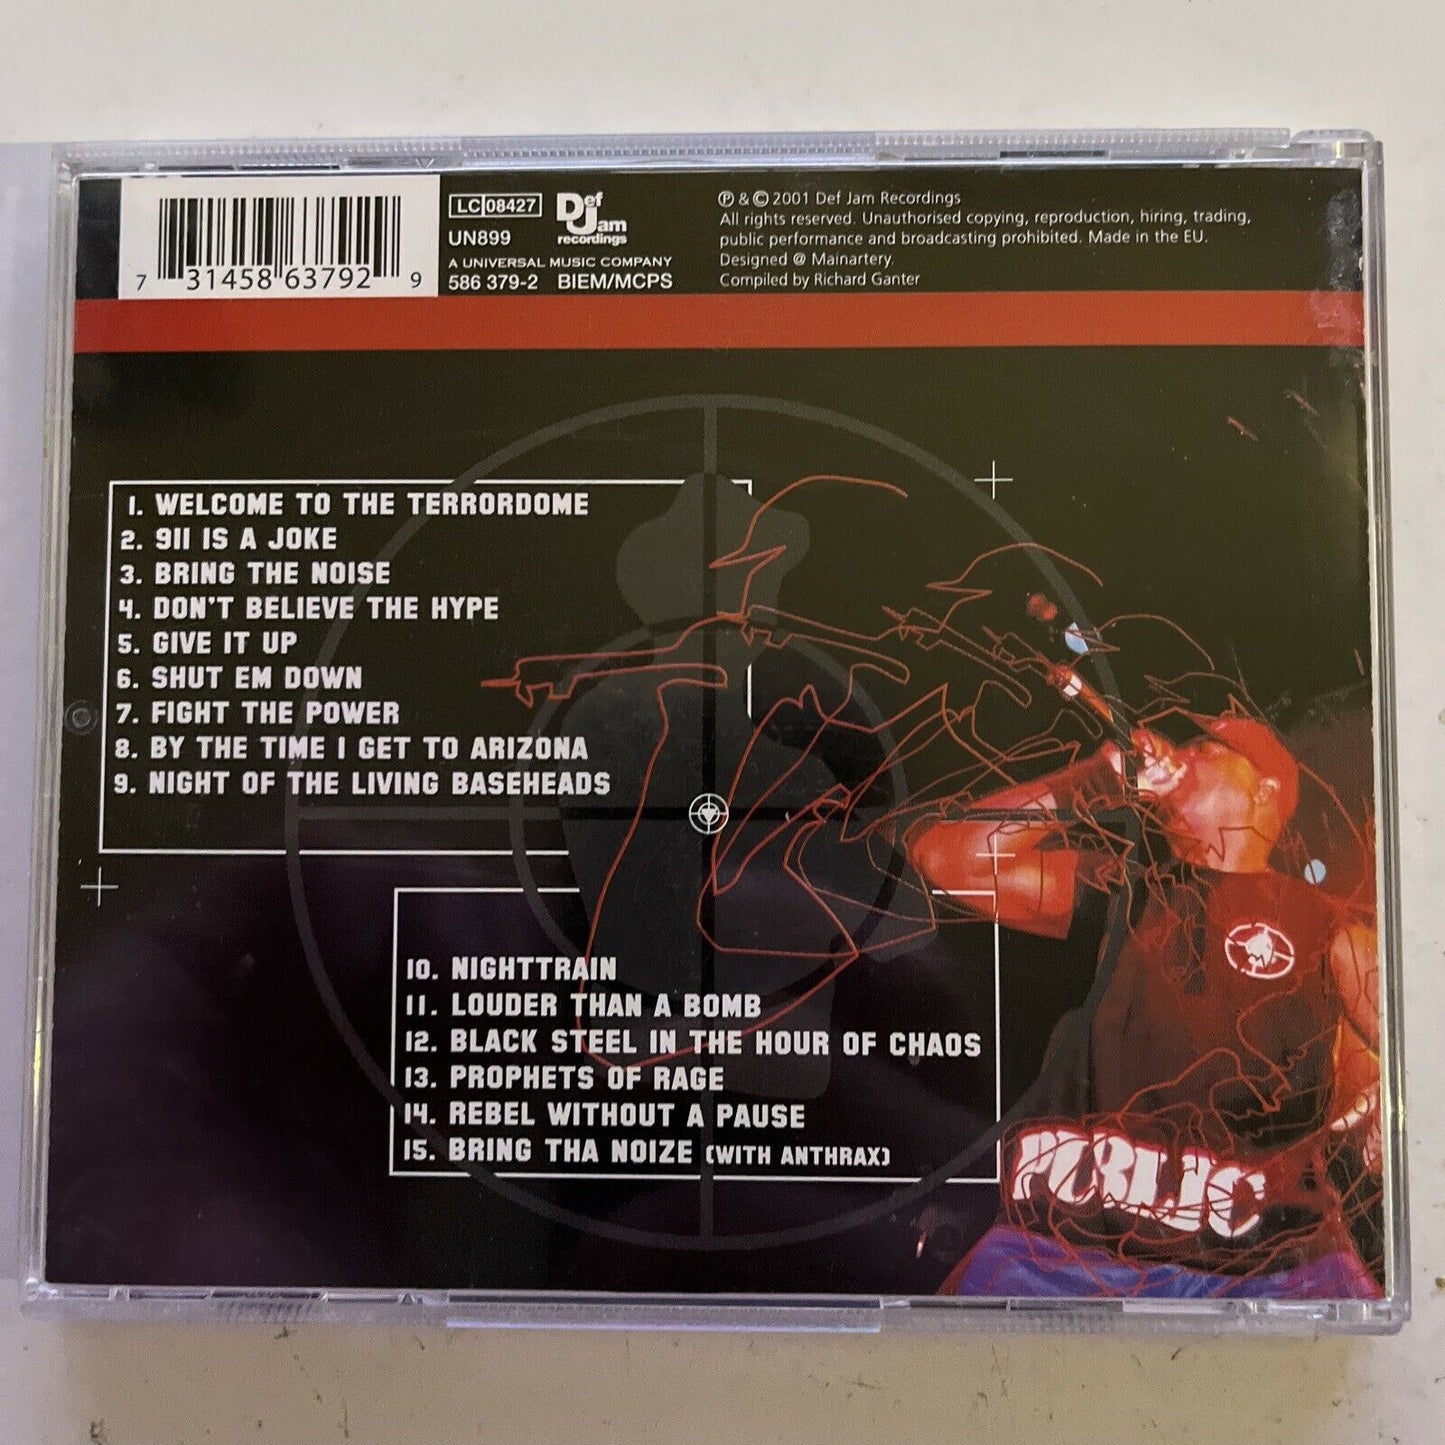 7 31458 63792 9
LC 08427
UN899
Def Jam recordings
A UNIVERSAL MUSIC COMPANY
586 379-2 BIEM/MCPS
℗ & © 2001 Def Jam Recordings
All rights reserved. Unauthorised copying, reproduction, hiring, trading,
public performance and broadcasting prohibited. Made in the EU.
Designed @ Mainartery.
Compiled by Richard Ganter
1. WELCOME TO THE TERRORDOME
2. 911 IS A JOKE
3. BRING THE NOISE
4. DON'T BELIEVE THE HYPE
5. GIVE IT UP
6. SHUT EM DOWN
7. FIGHT THE POWER
8. BY THE TIME I GET TO ARIZONA
9. NIGHT OF THE LIVING BASEHEADS
10. NIGHTTRAIN
11. LOUDER THAN A BOMB
12. BLACK STEEL IN THE HOUR OF CHAOS
13. PROPHETS OF RAGE
14. REBEL WITHOUT A PAUSE
15. BRING THA NOIZE (WITH ANTHRAX)
PUBLIC